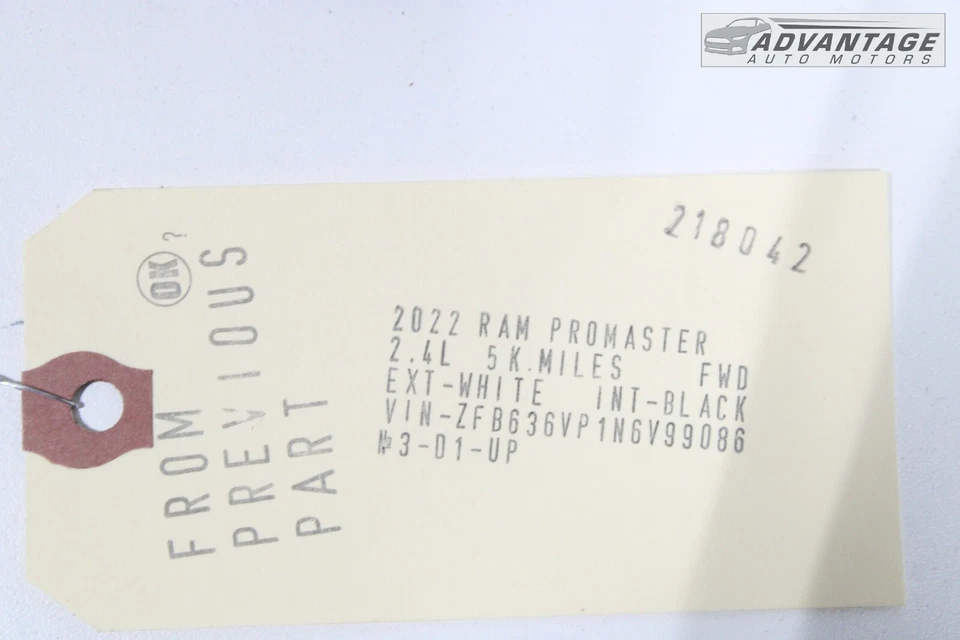 ADVANTAGE
AUTO MOTORS
218042
OK ?
FROM
PREVIOUS
PART
2022 RAM PROMASTER
2.4L 5K.MILES FWD
EXT-WHITE INT-BLACK
VIN-ZFB636VP1N6V99086
№3-D1-UP